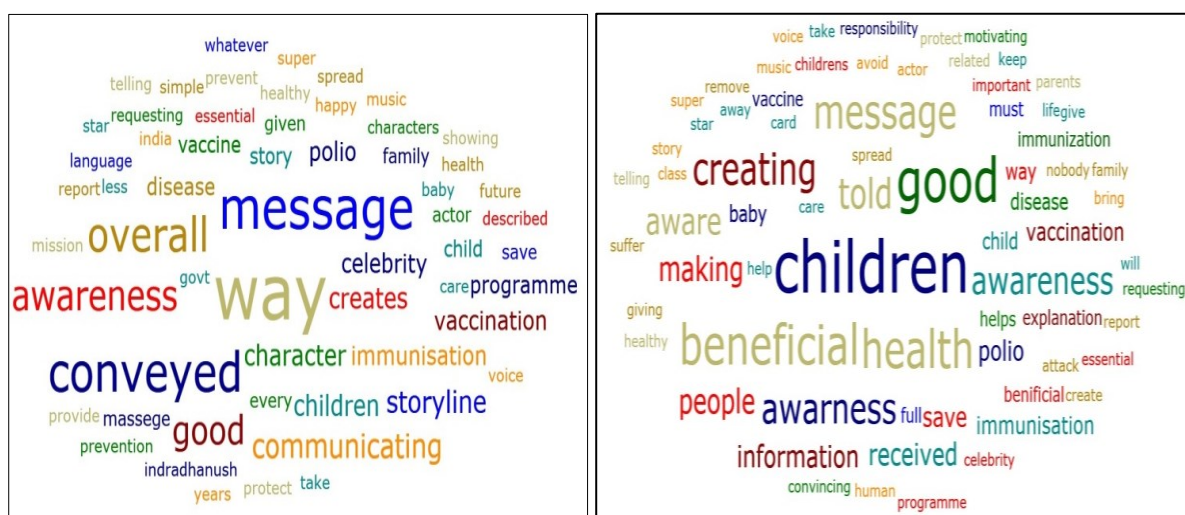 whatever
super
telling simple prevent spread
healthy
happy music
requesting essential given characters
star
india vaccine story polio family showing
language health
report less disease baby future
message actor described
mission overall celebrity child save
govt
awareness way creates care programme
vaccination
conveyed character immunisation
voice
every children storyline
provide massege good communicating
prevention
indradhanush
years protect take
voice take responsibility protect motivating
music childrens avoid actor related keep
remove important parents
super away vaccine message must lifegive
star card
story creating spread good immunization
telling class told way nobody family
aware baby care disease bring
suffer children child vaccination
making help awareness will
requesting
giving beneficial health helps explanation report
healthy polio
attack essential
people awarness full save benificial create
immunisation
information received celebrity
convincing human
programme